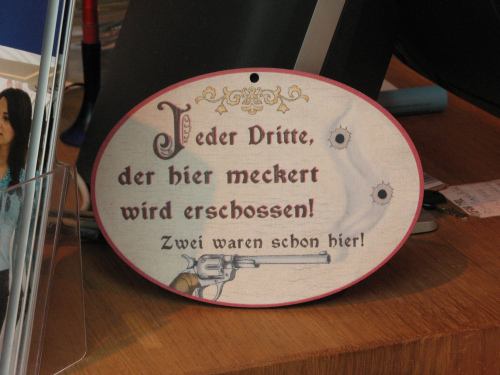 Jeder Dritte,
der hier meckert
wird erschossen!
Zwei waren schon hier!